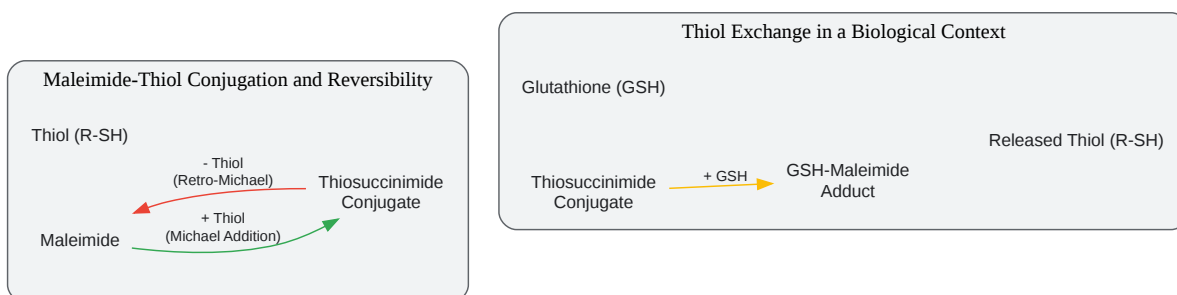 Maleimide-Thiol Conjugation and Reversibility
Thiol (R-SH)
- Thiol
(Retro-Michael)
Thiosuccinimide
Conjugate
+ Thiol
(Michael Addition)
Maleimide
Thiol Exchange in a Biological Context
Glutathione (GSH)
Released Thiol (R-SH)
Thiosuccinimide
Conjugate
+ GSH
GSH-Maleimide
Adduct